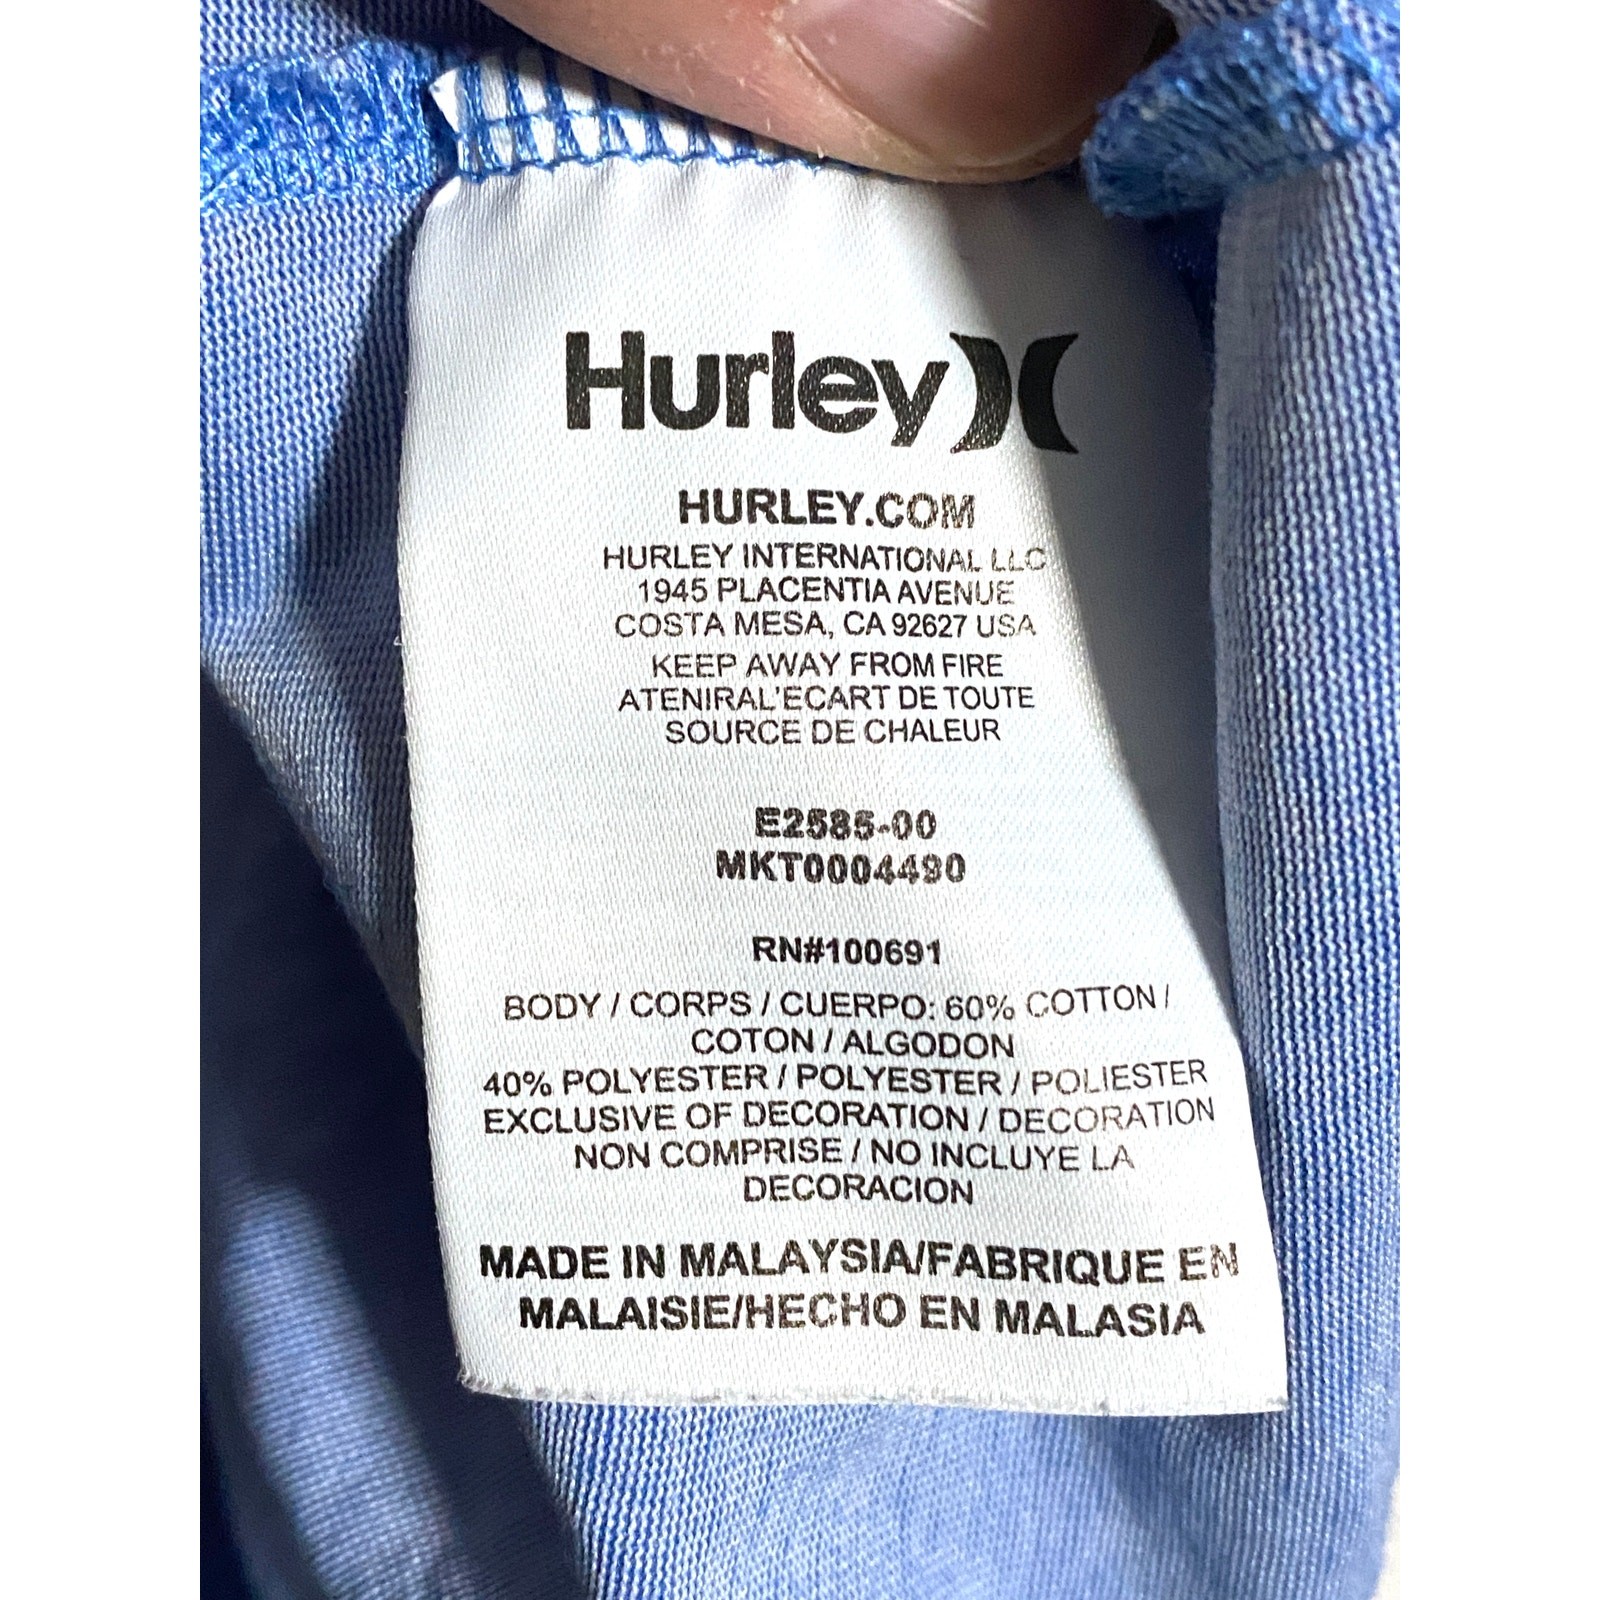 Hurley
HURLEY.COM
HURLEY INTERNATIONAL LLC
1945 PLACENTIA AVENUE
COSTA MESA, CA 92627 USA
KEEP AWAY FROM FIRE
ATENIRAL'ECART DE TOUTE
SOURCE DE CHALEUR
E2585-00
MKT0004490
RN#100691
BODY / CORPS / CUERPO: 60% COTTON /
COTON / ALGODON
40% POLYESTER / POLYESTER / POLIESTER
EXCLUSIVE OF DECORATION / DECORATION
NON COMPRISE / NO INCLUYE LA
DECORACION
MADE IN MALAYSIA/FABRIQUE EN
MALAISIE/HECHO EN MALASIA